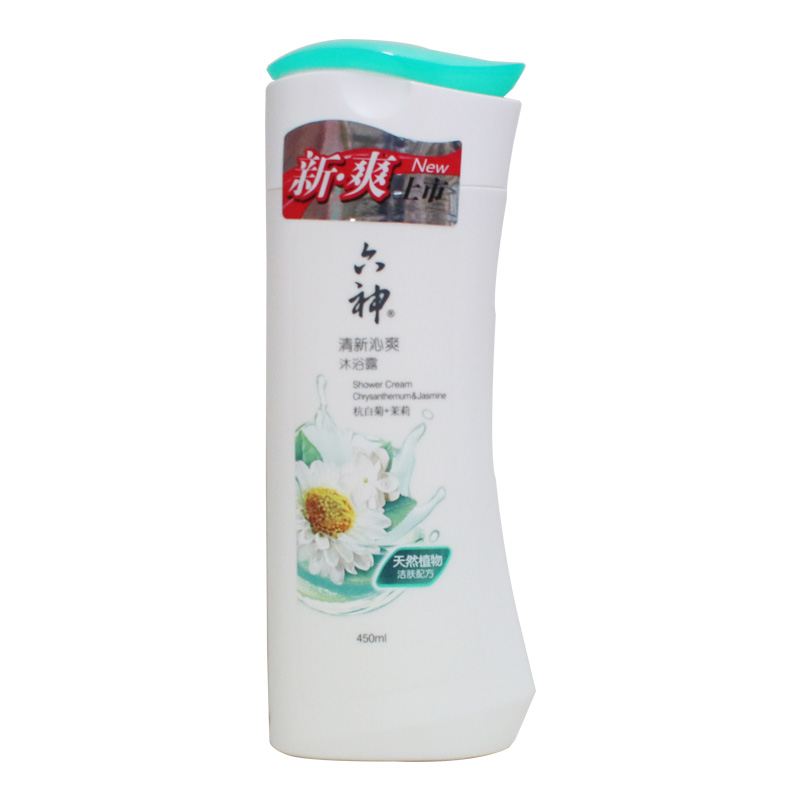 新·爽 New
上市
六
神®
清新沁爽
沐浴露
Shower Cream
Chrysanthemum&Jasmine
杭白菊+茉莉
天然植物
洁肤配方
450ml